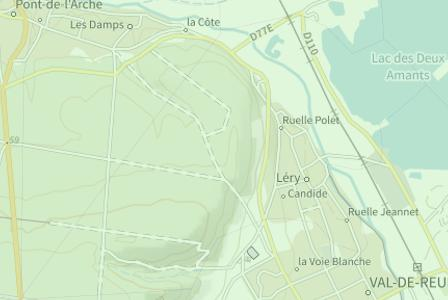 Pont-de-l'Arche
Les Damps
la Côte
D77E
D110
Lac des Deux
Amants
Ruelle Polet
59
Léry
Candide
Ruelle Jeannet
la Voie Blanche
VAL-DE-REU